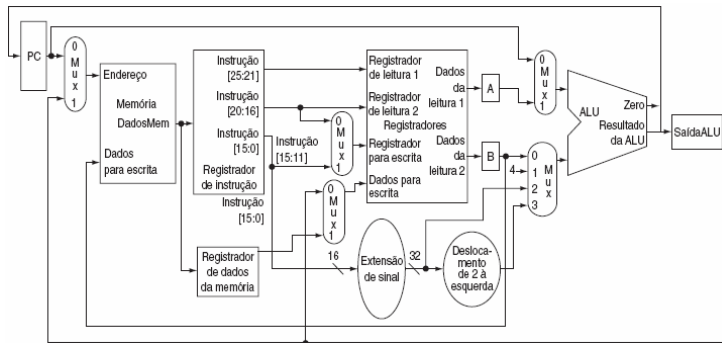 PC
0
M
u
x
1
Endereço
Memória
DadosMem
Dados
para escrita
Instrução
[25:21]
Instrução
[20:16]
Instrução
[15:0]
Registrador
de instrução
Instrução
[15:11]
Instrução
[15:0]
0
M
u
x
1
0
M
u
x
1
Registrador
de dados
da memória
Registrador
de leitura 1
Registrador
de leitura 2
Registradores
Registrador
para escrita
Dados para
escrita
Dados
da
leitura 1
Dados
da
leitura 2
A
B
16
Extensão
de sinal
32
Desloca-
mento
de 2 à
esquerda
0
M
u
x
1
4
0
1
2
3
M
u
x
ALU
Zero
Resultado
da ALU
SaídaALU